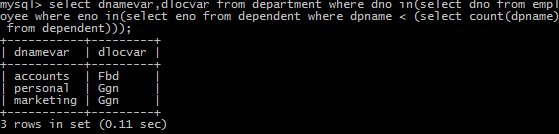 mysql> select dnamevar,dlocvar from department where dno in(select dno from empl
oyee where eno in(select eno from dependent where dpname < (select count(dpname)
 from dependent)));
+-----------+---------+
| dnamevar  | dlocvar |
+-----------+---------+
| accounts  | Fbd     |
| personal  | Ggn     |
| marketing | Ggn     |
+-----------+---------+
3 rows in set (0.11 sec)